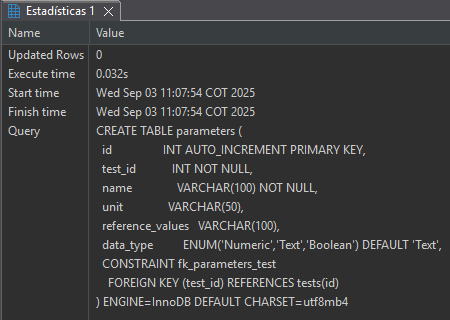 Estadísticas 1
Name Value
Updated Rows 0
Execute time 0.032s
Start time Wed Sep 03 11:07:54 COT 2025
Finish time Wed Sep 03 11:07:54 COT 2025
Query CREATE TABLE parameters (
id INT AUTO_INCREMENT PRIMARY KEY,
test_id INT NOT NULL,
name VARCHAR(100) NOT NULL,
unit VARCHAR(50),
reference_values VARCHAR(100),
data_type ENUM('Numeric','Text','Boolean') DEFAULT 'Text',
CONSTRAINT fk_parameters_test
FOREIGN KEY (test_id) REFERENCES tests(id)
) ENGINE=InnoDB DEFAULT CHARSET=utf8mb4